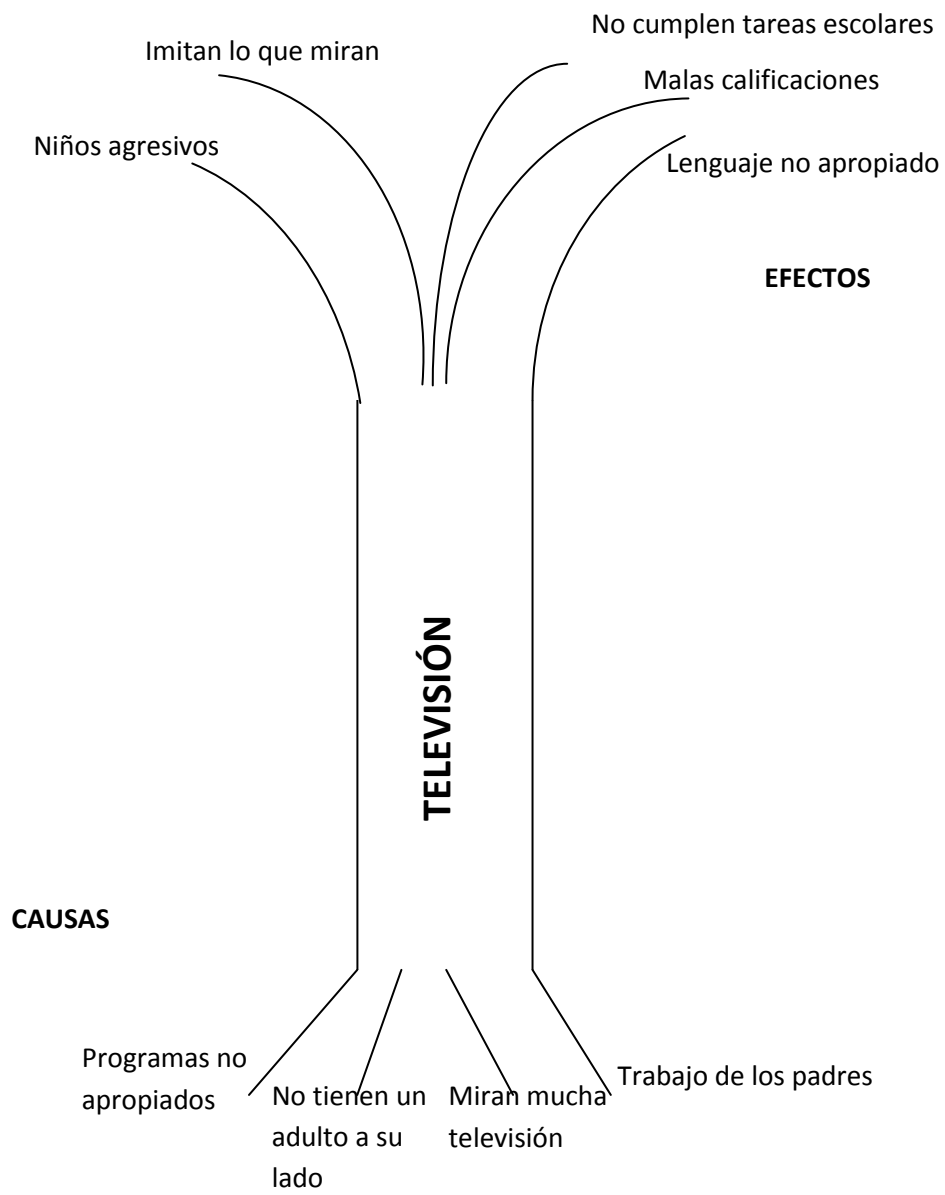 No cumplen tareas escolares
Imitan lo que miran
Malas calificaciones
Niños agresivos
Lenguaje no apropiado
EFECTOS
TELEVISIÓN
CAUSAS
Programas no
apropiados
No tienen un
adulto a su
lado
Miran mucha
televisión
Trabajo de los padres